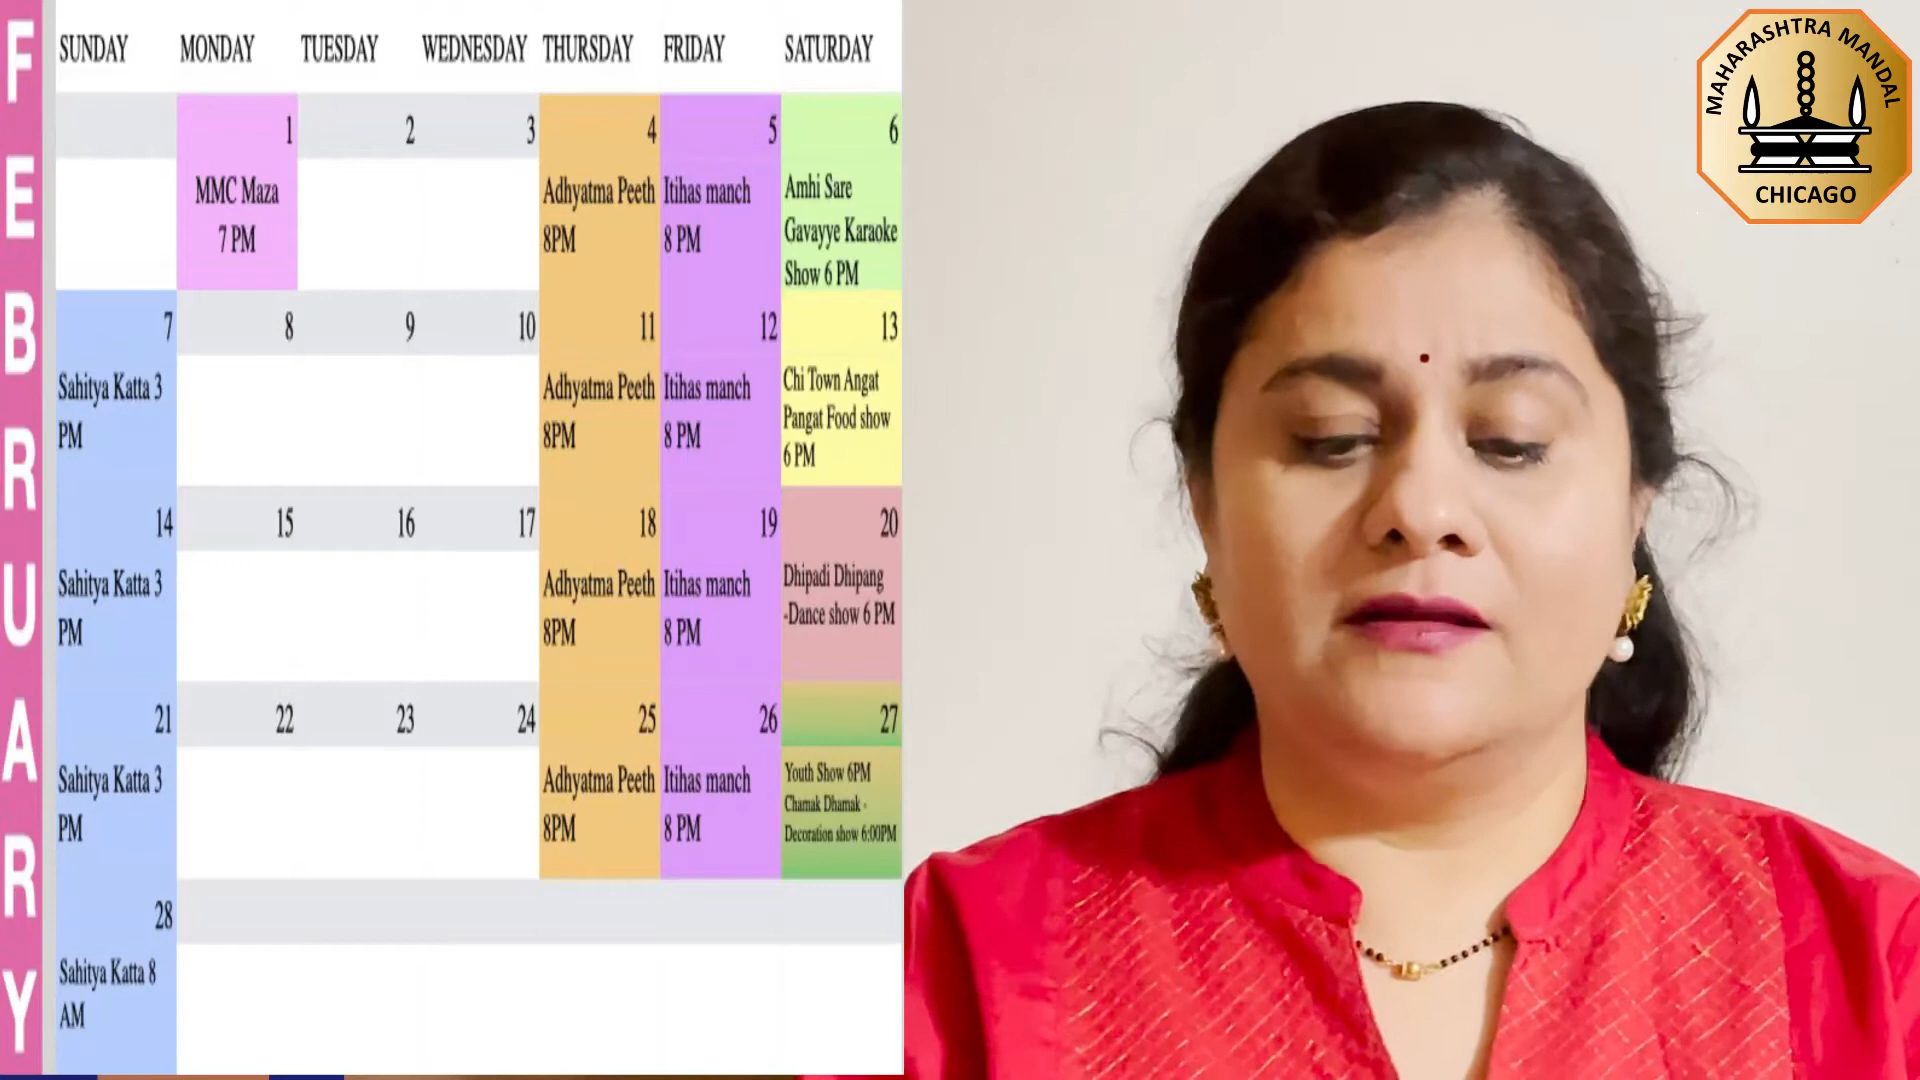 FEBRUARY
SUNDAY MONDAY TUESDAY WEDNESDAY THURSDAY FRIDAY SATURDAY
1 2 3 4 5 6
MMC Maza
7 PM
Adhyatma Peeth
8PM
Itihas manch
8 PM
Amhi Sare
Gavayye Karaoke
Show 6 PM
7 8 9 10 11 12 13
Sahitya Katta 3
PM
Adhyatma Peeth
8PM
Itihas manch
8 PM
Chi Town Angat
Pangat Food show
6 PM
14 15 16 17 18 19 20
Sahitya Katta 3
PM
Adhyatma Peeth
8PM
Itihas manch
8 PM
Dhipadi Dhipang
-Dance show 6 PM
21 22 23 24 25 26 27
Sahitya Katta 3
PM
Adhyatma Peeth
8PM
Itihas manch
8 PM
Youth Show 6PM
Chamak Dhamak -
Decoration show 6:00PM
28
Sahitya Katta 8
AM
MAHARASHTRA MANDAL
CHICAGO